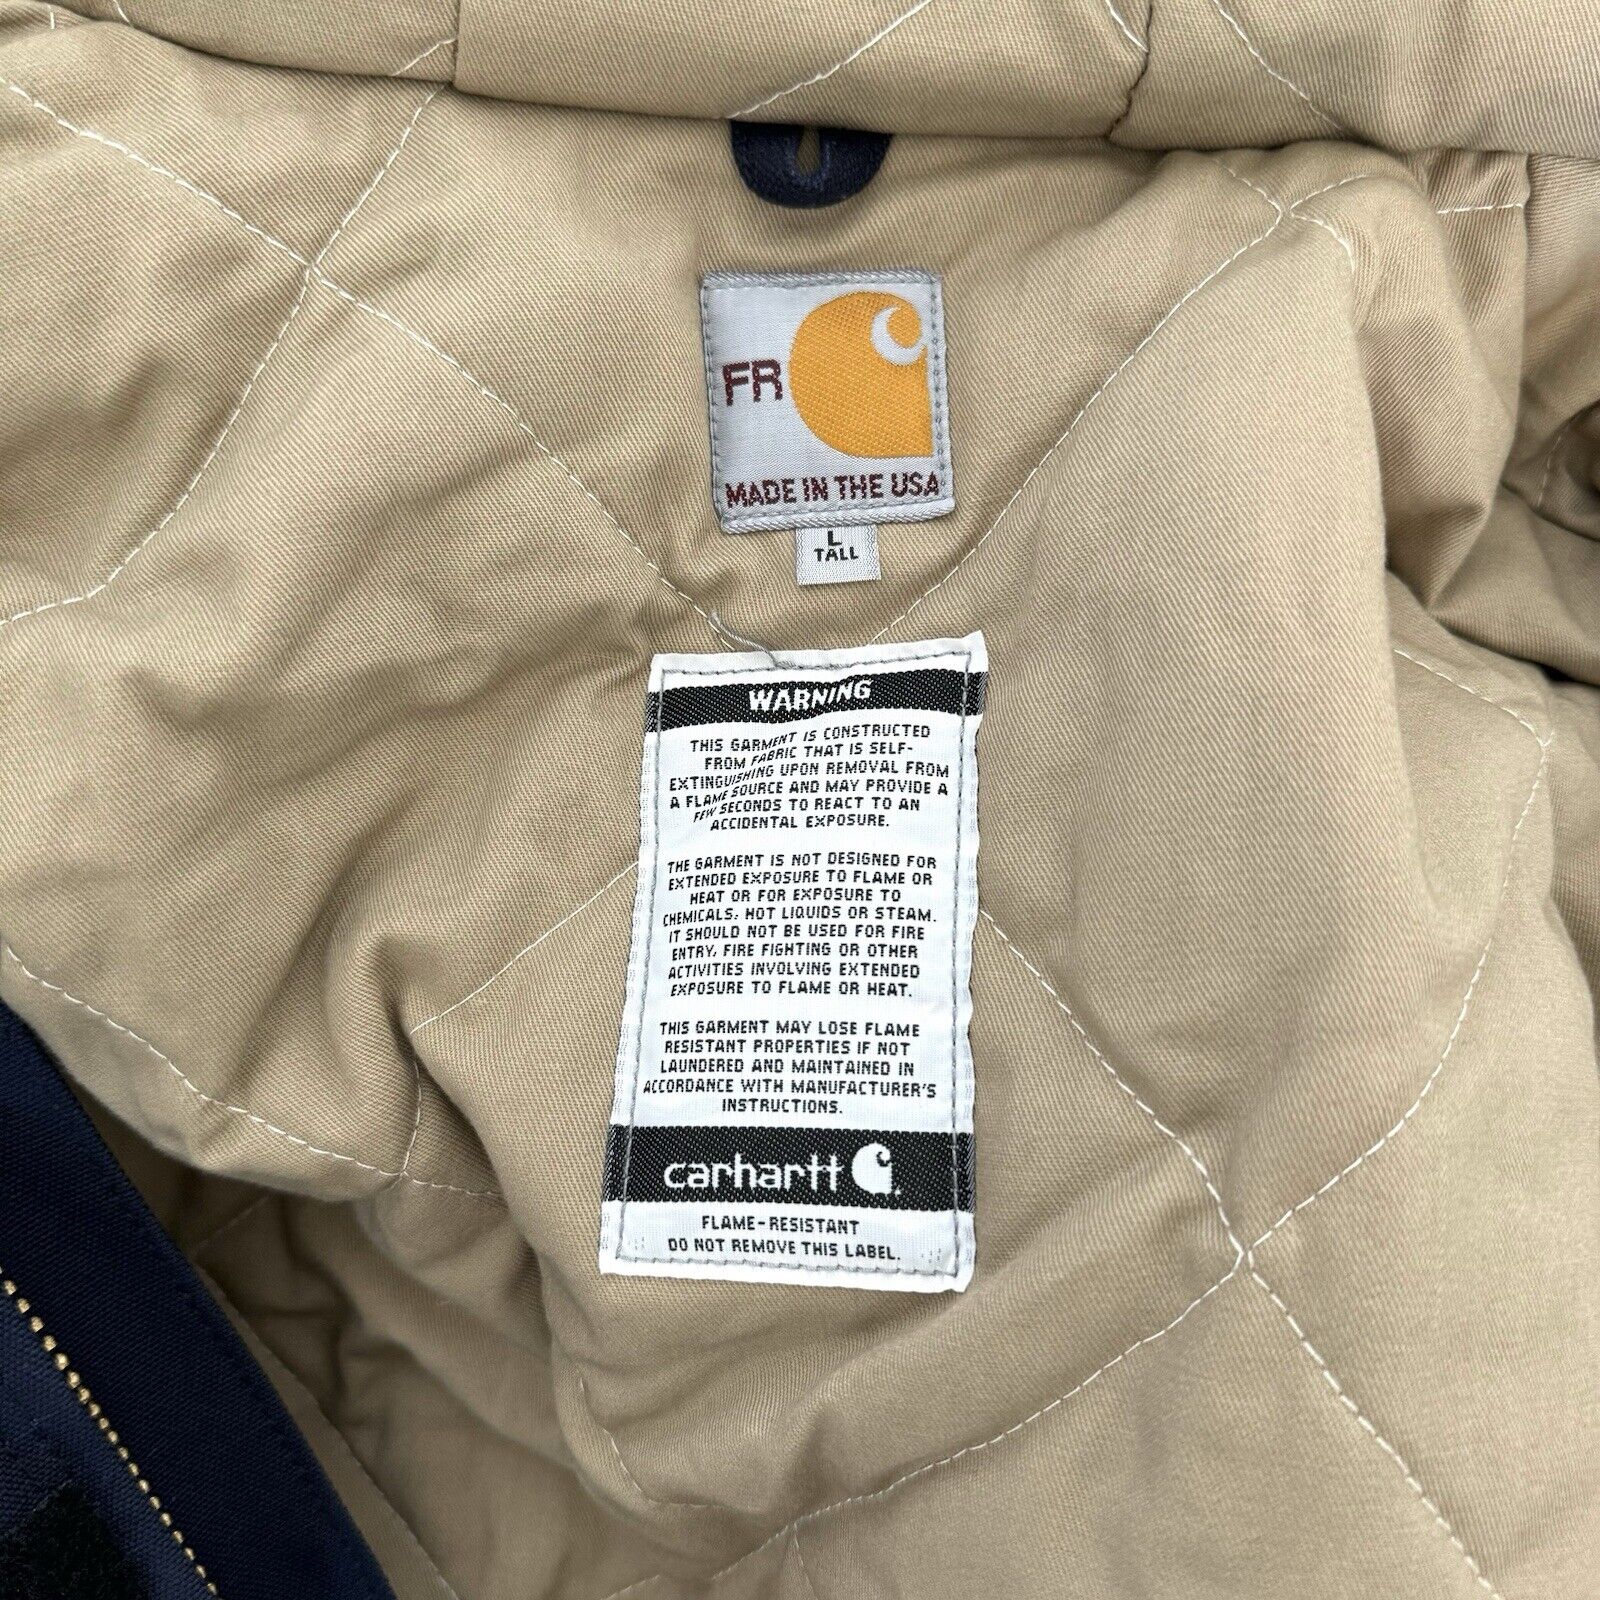 FR
MADE IN THE USA
L
TALL
WARNING
THIS GARMENT IS CONSTRUCTED
FROM FABRIC THAT IS SELF-
EXTINGUISHING UPON REMOVAL FROM
A FLAME SOURCE AND MAY PROVIDE A
FEW SECONDS TO REACT TO AN
ACCIDENTAL EXPOSURE.
THE GARMENT IS NOT DESIGNED FOR
EXTENDED EXPOSURE TO FLAME OR
HEAT OR FOR EXPOSURE TO
CHEMICALS, HOT LIQUIDS OR STEAM.
IT SHOULD NOT BE USED FOR FIRE
ENTRY, FIRE FIGHTING OR OTHER
ACTIVITIES INVOLVING EXTENDED
EXPOSURE TO FLAME OR HEAT.
THIS GARMENT MAY LOSE FLAME
RESISTANT PROPERTIES IF NOT
LAUNDERED AND MAINTAINED IN
ACCORDANCE WITH MANUFACTURER'S
INSTRUCTIONS.
carhartt
FLAME-RESISTANT
DO NOT REMOVE THIS LABEL.